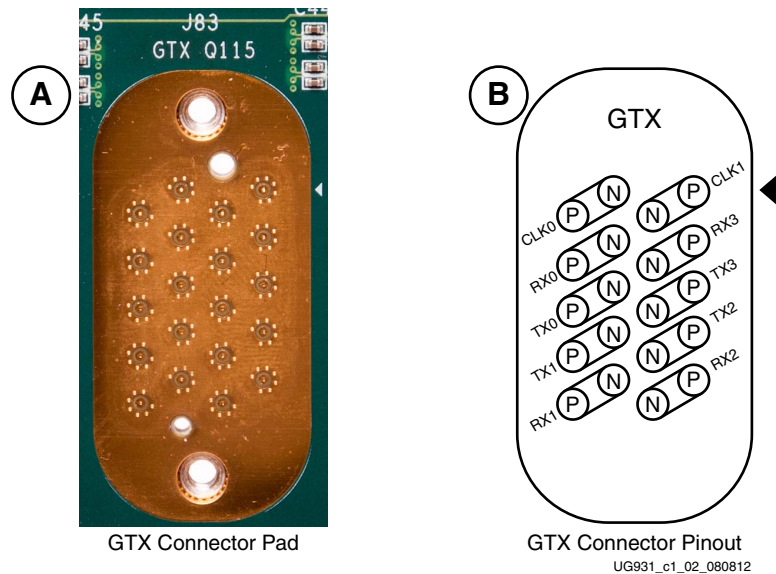 45
J83
C44
GTX Q115
A
GTX Connector Pad
B
GTX
CLK0
P
N
N
P
CLK1
RX0
P
N
N
P
RX3
TX0
P
N
N
P
TX3
TX1
P
N
N
P
TX2
RX1
P
N
N
P
RX2
GTX Connector Pinout
UG931_c1_02_080812